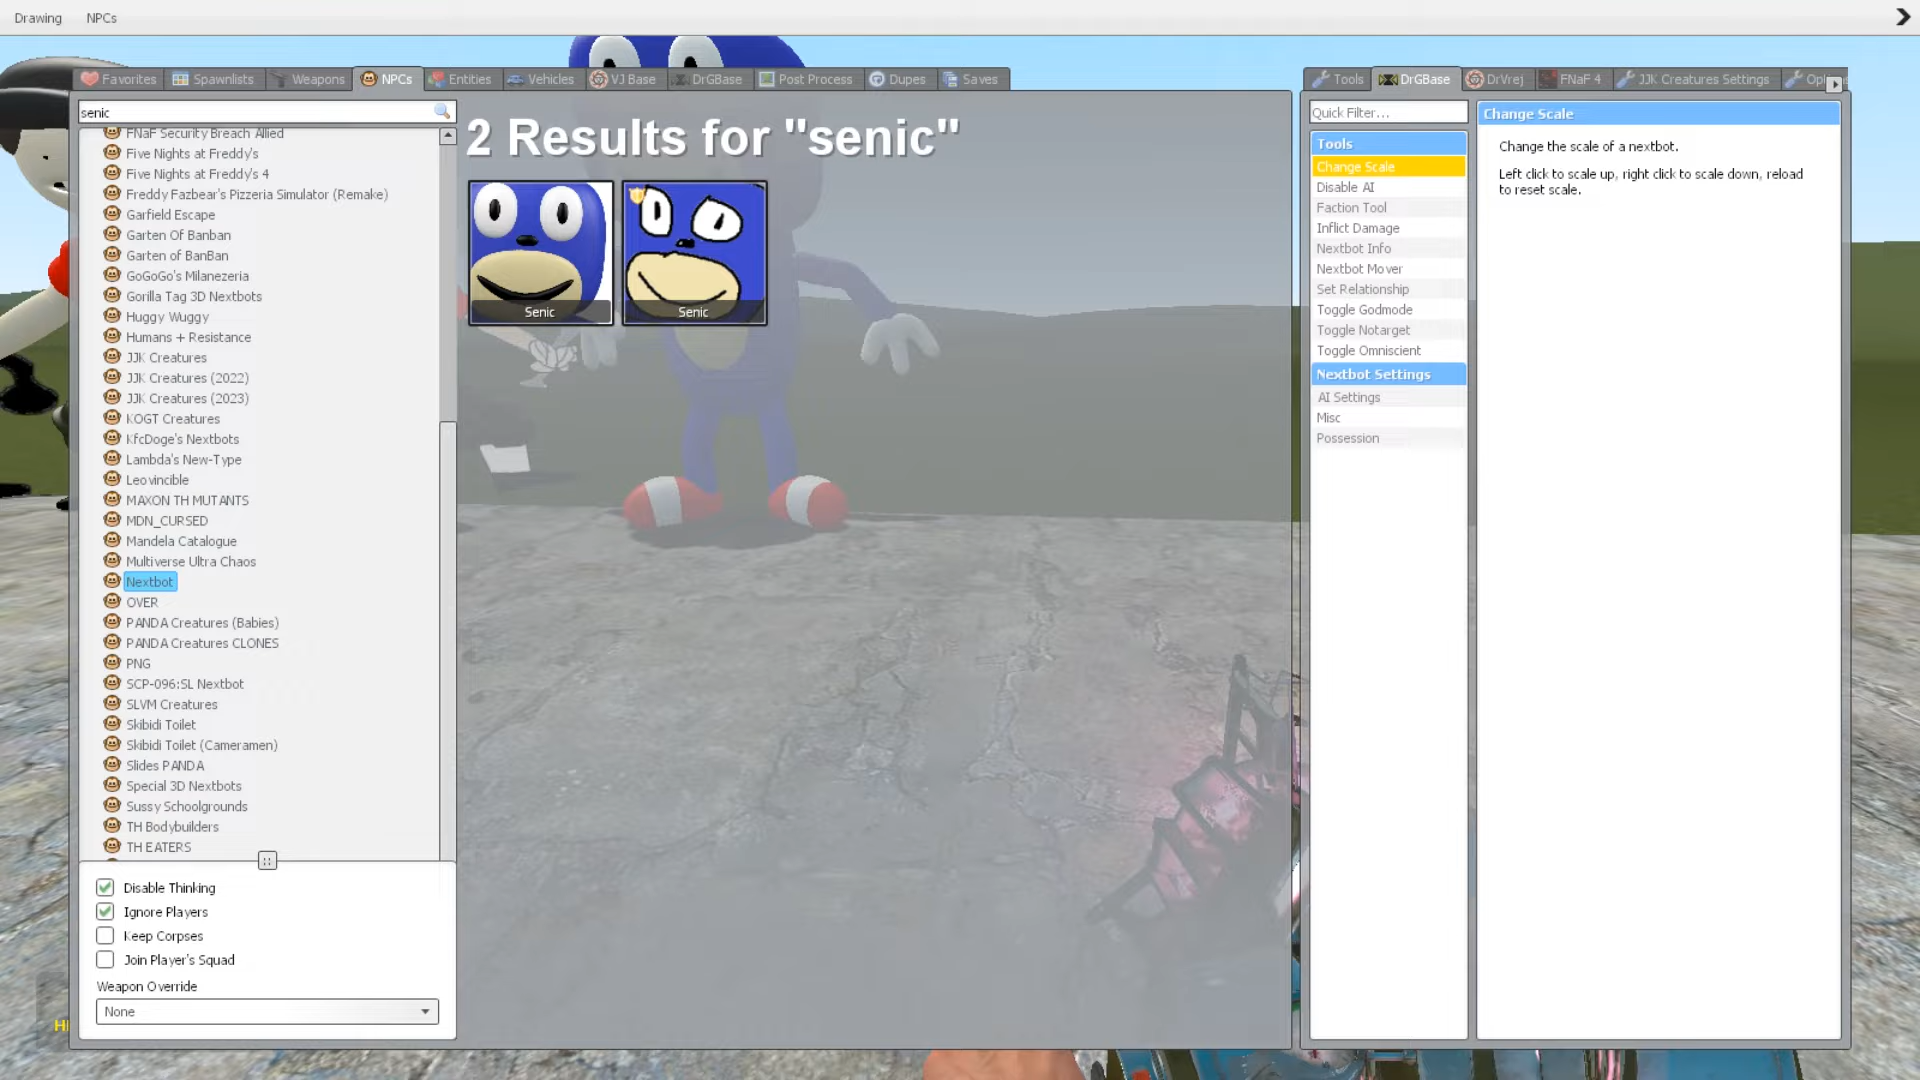 Drawing NPCs
Favorites Spawnlists Weapons NPCs Entities Vehicles VJ Base DrGBase Post Process Dupes Saves
senic
FNaF Security Breach Allied
Five Nights at Freddy's
Five Nights at Freddy's 4
Freddy Fazbear's Pizzeria Simulator (Remake)
Garfield Escape
Garten Of Banban
Garten of BanBan
GoGoGo's Milanezeria
Gorilla Tag 3D Nextbots
Huggy Wuggy
Humans + Resistance
JJK Creatures
JJK Creatures (2022)
JJK Creatures (2023)
KOGT Creatures
KfcDoge's Nextbots
Lambda's New-Type
Leovincible
MAXON TH MUTANTS
MDN_CURSED
Mandela Catalogue
Multiverse Ultra Chaos
Nextbot
OVER
PANDA Creatures (Babies)
PANDA Creatures CLONES
PNG
SCP-096:SL Nextbot
SLVM Creatures
Skibidi Toilet
Skibidi Toilet (Cameramen)
Slides PANDA
Special 3D Nextbots
Sussy Schoolgrounds
TH Bodybuilders
TH EATERS
Disable Thinking
Ignore Players
Keep Corpses
Join Player's Squad
Weapon Override
None
2 Results for "senic"
Senic Senic
Tools DrGBase DrVrej FNaF 4 JJK Creatures Settings
Quick Filter...
Tools
Change Scale
Disable AI
Faction Tool
Inflict Damage
Nextbot Info
Nextbot Mover
Set Relationship
Toggle Godmode
Toggle Notarget
Toggle Omniscient
Nextbot Settings
AI Settings
Misc
Possession
Change Scale
Change the scale of a nextbot.
Left click to scale up, right click to scale down, reload
to reset scale.